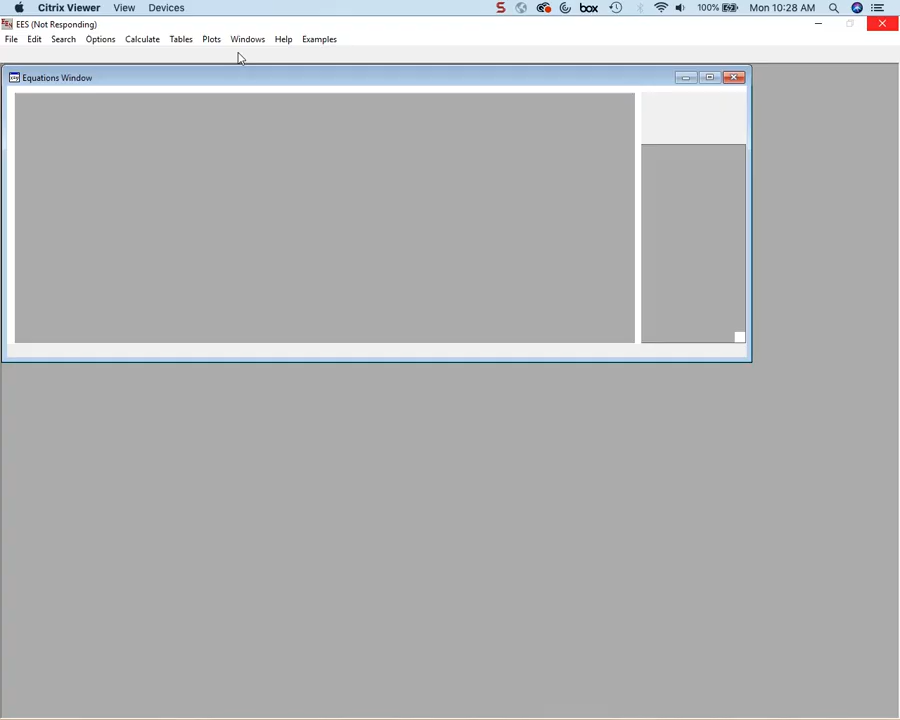 Citrix Viewer View Devices S box 100% Mon 10:28 AM
EES (Not Responding)
File Edit Search Options Calculate Tables Plots Windows Help Examples
Equations Window